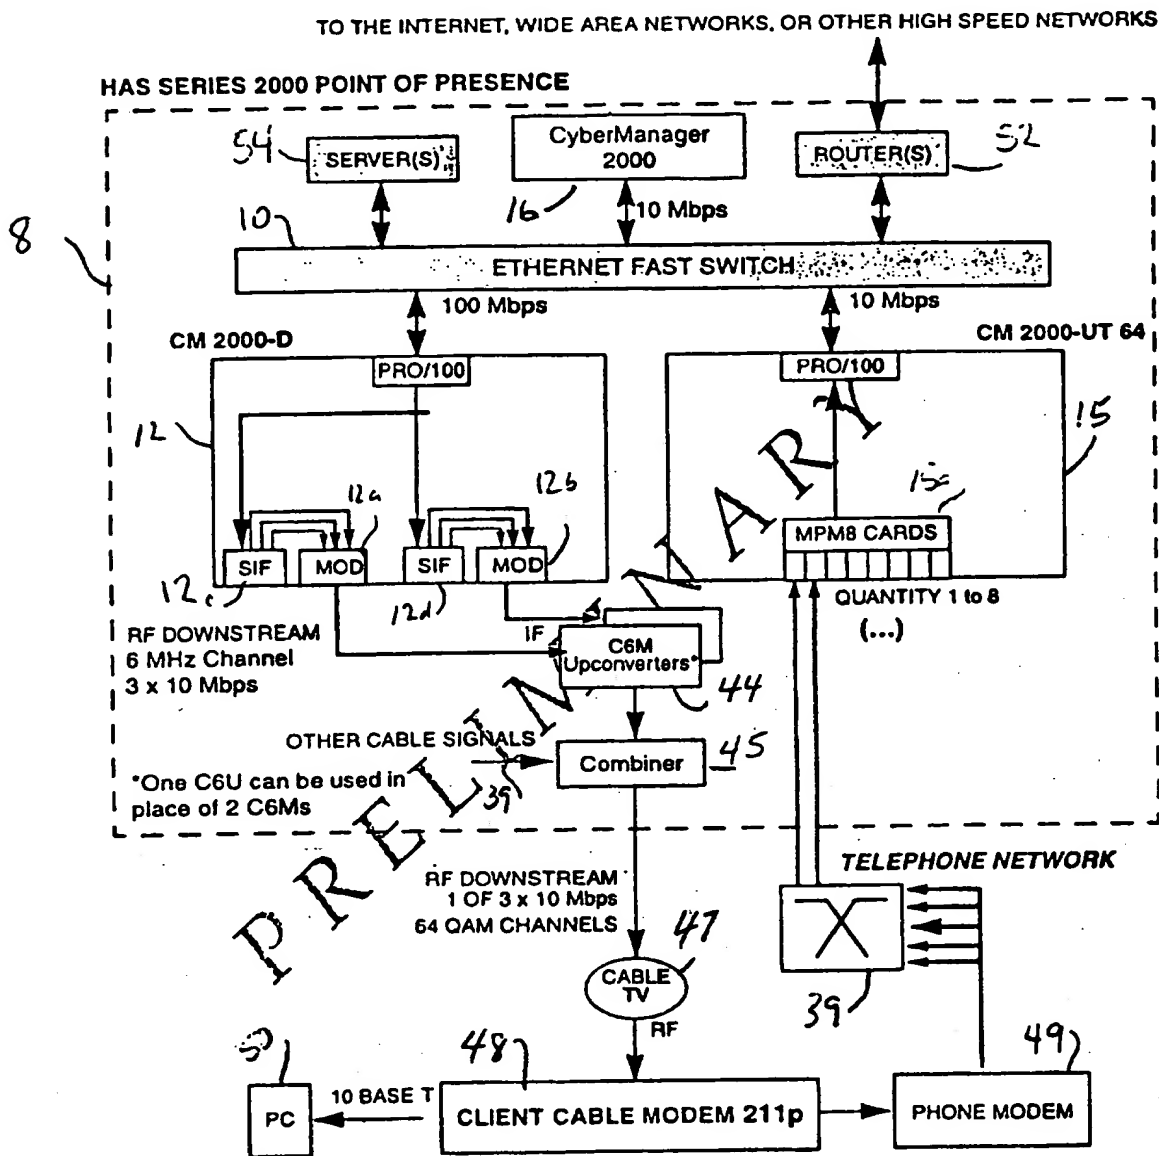 TO THE INTERNET, WIDE AREA NETWORKS, OR OTHER HIGH SPEED NETWORKS
HAS SERIES 2000 POINT OF PRESENCE
54
SERVER(S)
CyberManager
2000
16
ROUTER(S)
52
8
10
10 Mbps
ETHERNET FAST SWITCH
100 Mbps
10 Mbps
CM 2000-D
CM 2000-UT 64
PRO/100
PRO/100
12
15
12a
12b
15a
MPM8 CARDS
SIF
MOD
SIF
MOD
12c
12d
QUANTITY 1 to 8
(...)
RF DOWNSTREAM
6 MHz Channel
3 x 10 Mbps
IF
C6M
Upconverters*
44
OTHER CABLE SIGNALS
39
Combiner
45
*One C6U can be used in
place of 2 C6Ms
PRELINARY
TELEPHONE NETWORK
RF DOWNSTREAM
1 OF 3 x 10 Mbps
64 QAM CHANNELS
47
CABLE
TV
RF
39
50
PC
10 BASE T
48
CLIENT CABLE MODEM 211p
49
PHONE MODEM